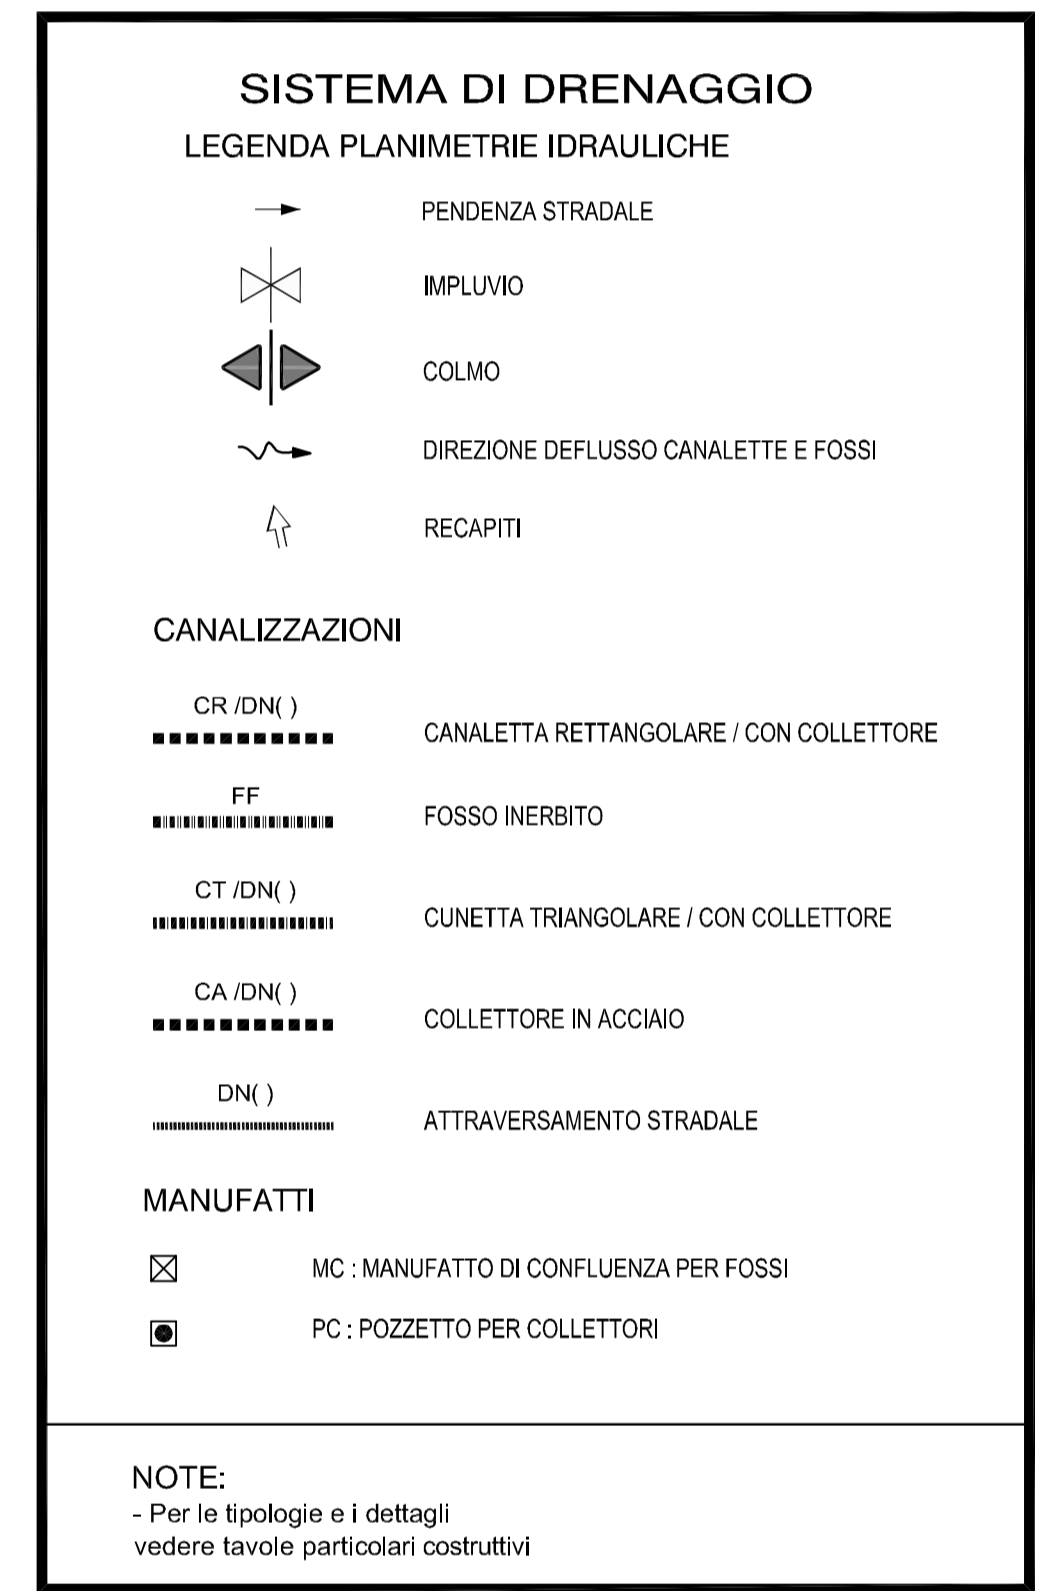 SISTEMA DI DRENAGGIO
LEGENDA PLANIMETRIE IDRAULICHE
PENDENZA STRADALE
IMPLUVIO
COLMO
DIREZIONE DEFLUSSO CANALETTE E FOSSI
RECAPITI
CANALIZZAZIONI
CR /DN( )
CANALETTA RETTANGOLARE / CON COLLETTORE
FF
FOSSO INERBITO
CT /DN( )
CUNETTA TRIANGOLARE / CON COLLETTORE
CA /DN( )
COLLETTORE IN ACCIAIO
DN( )
ATTRAVERSAMENTO STRADALE
MANUFATTI
MC : MANUFATTO DI CONFLUENZA PER FOSSI
PC : POZZETTO PER COLLETTORI
NOTE:
- Per le tipologie e i dettagli
vedere tavole particolari costruttivi